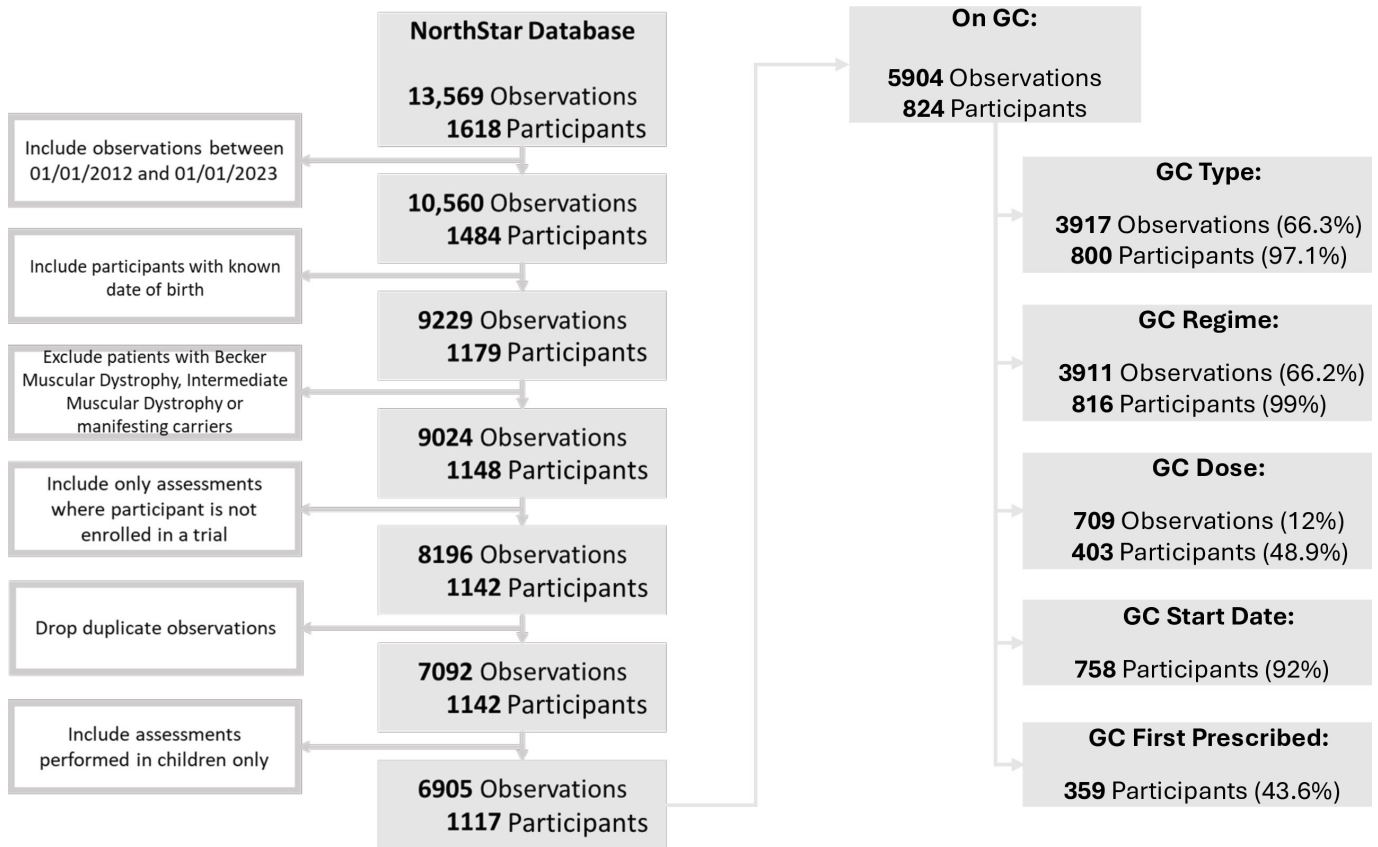 NorthStar Database
13,569 Observations
1618 Participants
Include observations between
01/01/2012 and 01/01/2023
10,560 Observations
1484 Participants
Include participants with known
date of birth
9229 Observations
1179 Participants
Exclude patients with Becker
Muscular Dystrophy, Intermediate
Muscular Dystrophy or
manifesting carriers
9024 Observations
1148 Participants
Include only assessments
where participant is not
enrolled in a trial
8196 Observations
1142 Participants
Drop duplicate observations
7092 Observations
1142 Participants
Include assessments
performed in children only
6905 Observations
1117 Participants
On GC:
5904 Observations
824 Participants
GC Type:
3917 Observations (66.3%)
800 Participants (97.1%)
GC Regime:
3911 Observations (66.2%)
816 Participants (99%)
GC Dose:
709 Observations (12%)
403 Participants (48.9%)
GC Start Date:
758 Participants (92%)
GC First Prescribed:
359 Participants (43.6%)